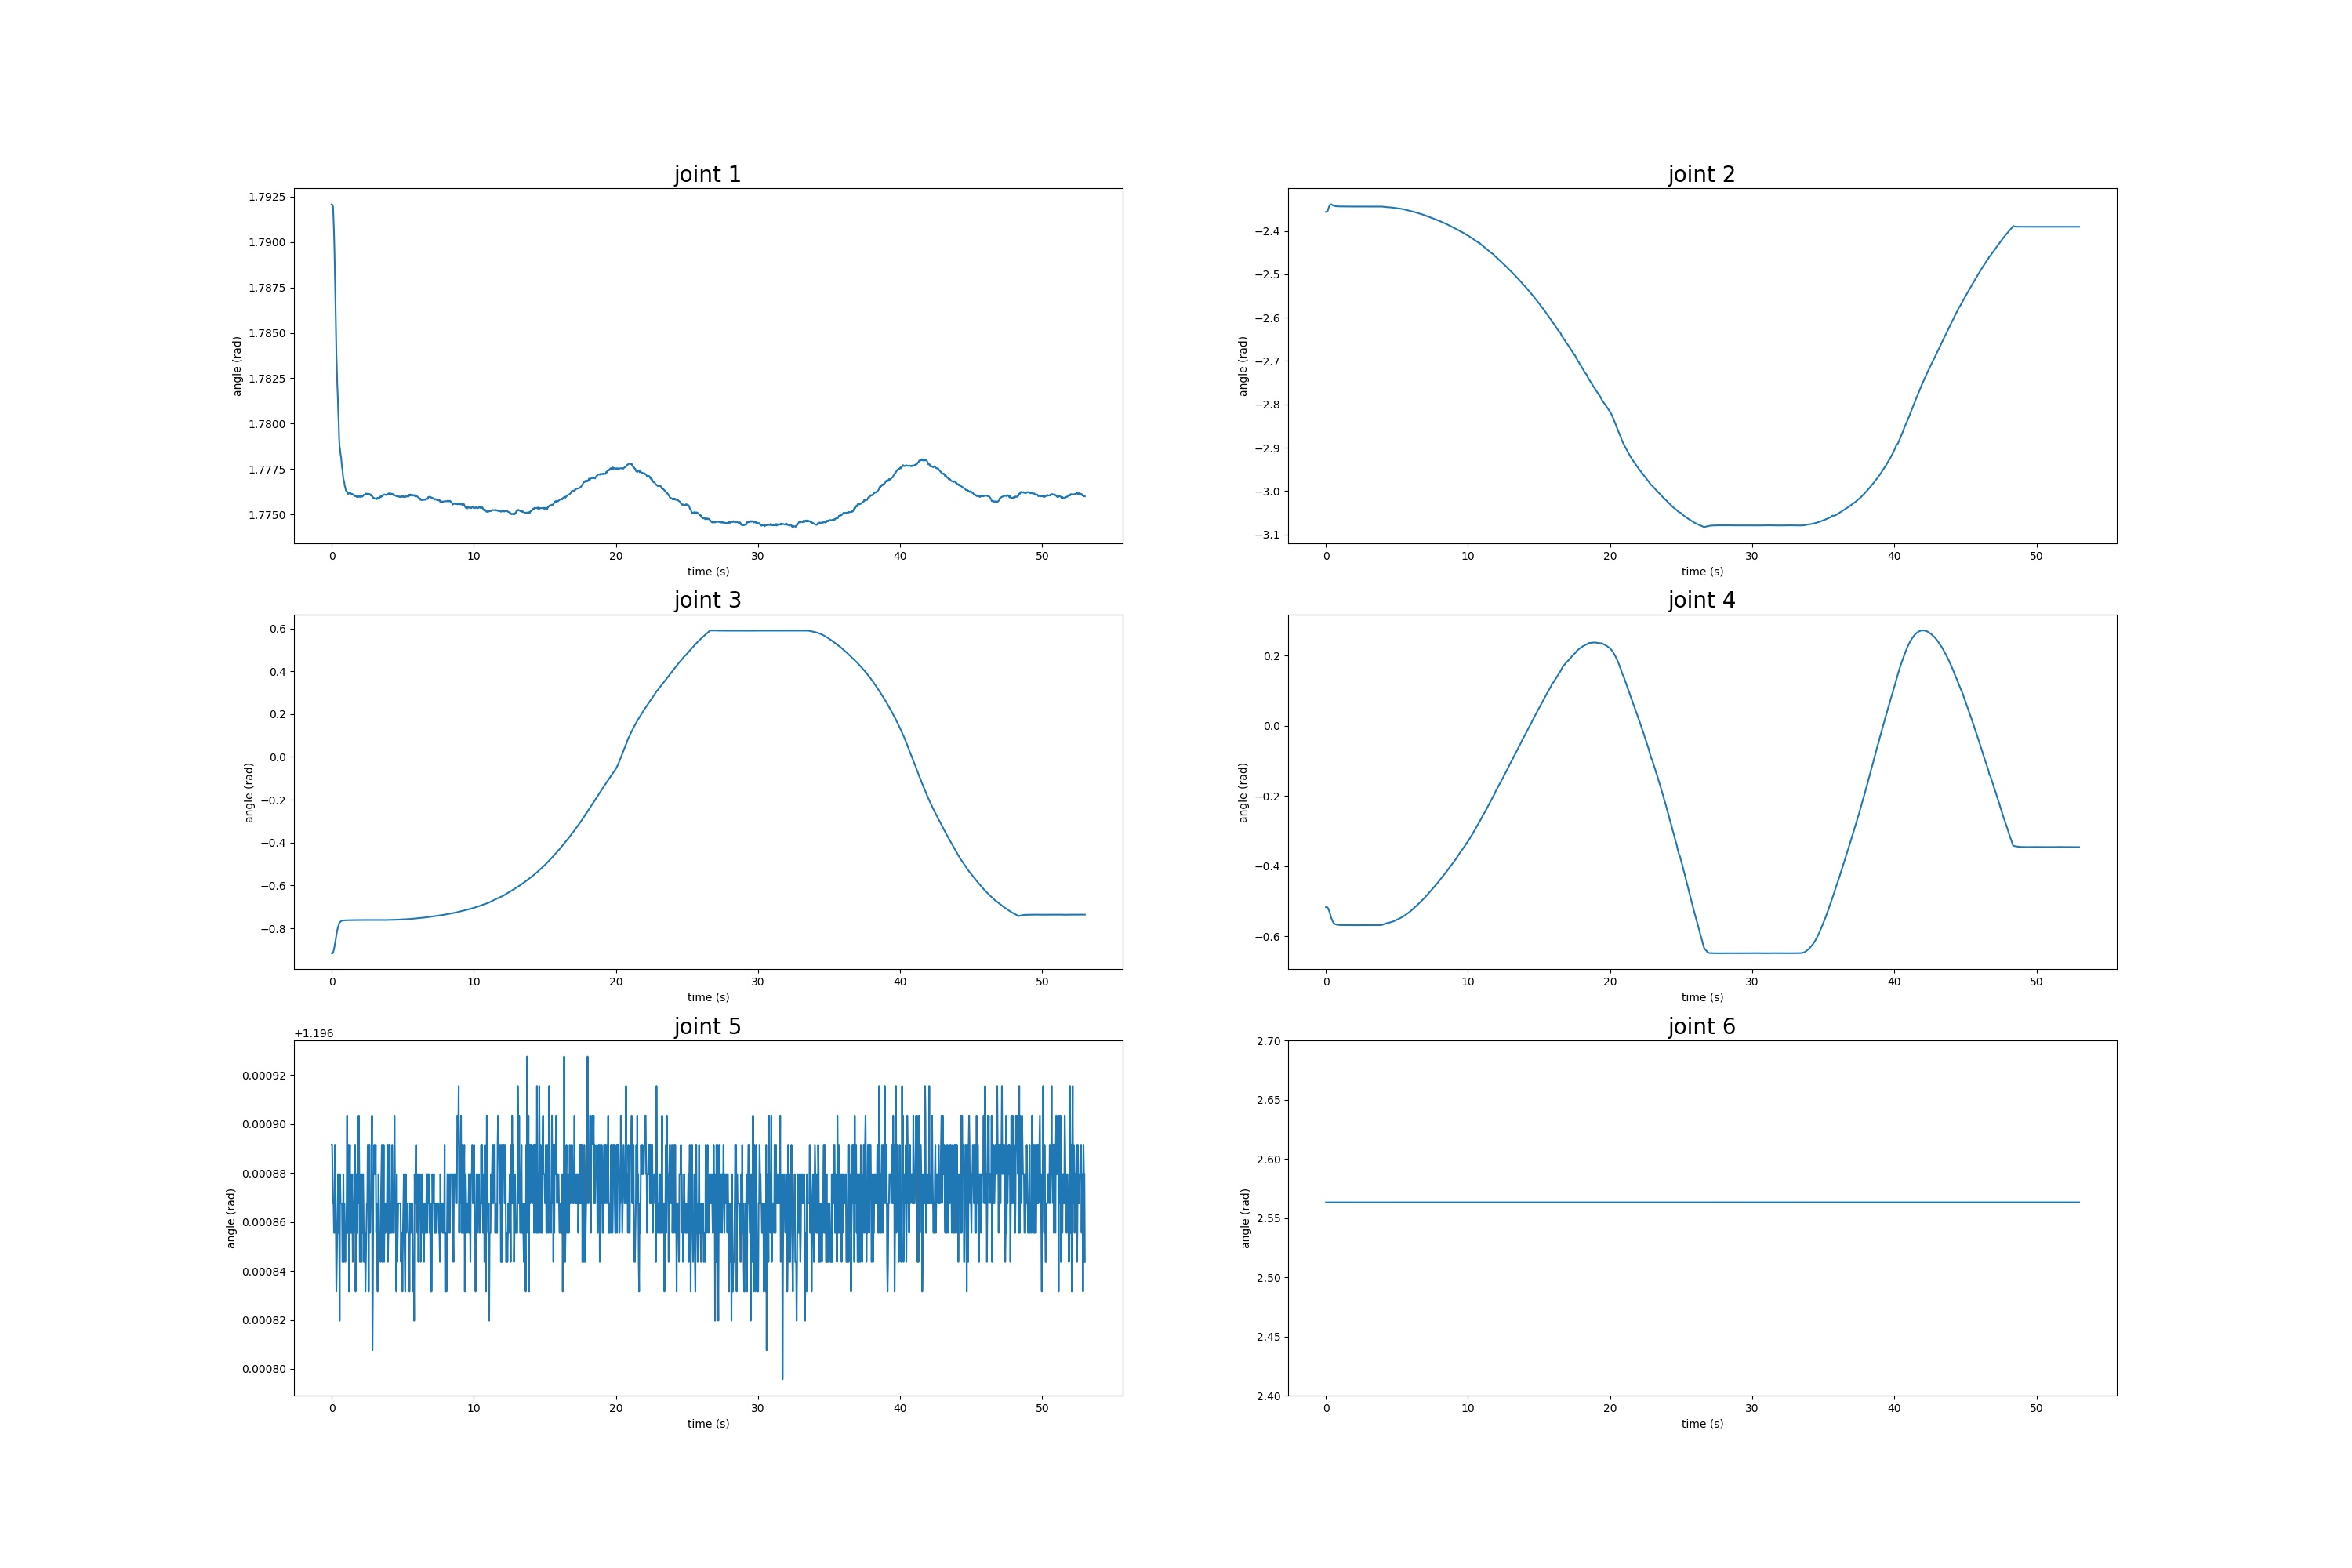 joint 1
joint 2
1.7925
1.7900
1.7875
1.7850
1.7825
1.7800
1.7775
1.7750
angle (rad)
0 10 20 30 40 50
time (s)
−2.4
−2.5
−2.6
−2.7
−2.8
−2.9
−3.0
−3.1
angle (rad)
0 10 20 30 40 50
time (s)
joint 3
joint 4
0.6
0.4
0.2
0.0
−0.2
−0.4
−0.6
−0.8
angle (rad)
0 10 20 30 40 50
time (s)
0.2
0.0
−0.2
−0.4
−0.6
angle (rad)
0 10 20 30 40 50
time (s)
joint 5
joint 6
+1.196
0.00092
0.00090
0.00088
0.00086
0.00084
0.00082
0.00080
angle (rad)
0 10 20 30 40 50
time (s)
2.70
2.65
2.60
2.55
2.50
2.45
2.40
angle (rad)
0 10 20 30 40 50
time (s)